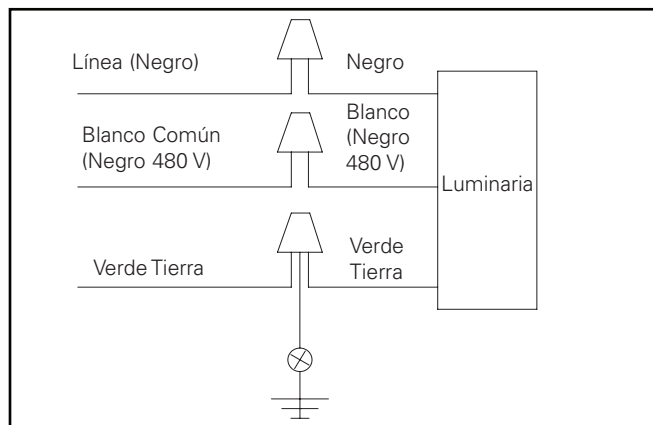 Línea (Negro)
Negro
Blanco Común
(Negro 480 V)
Blanco
(Negro
480 V)
Luminaria
Verde Tierra
Verde
Tierra